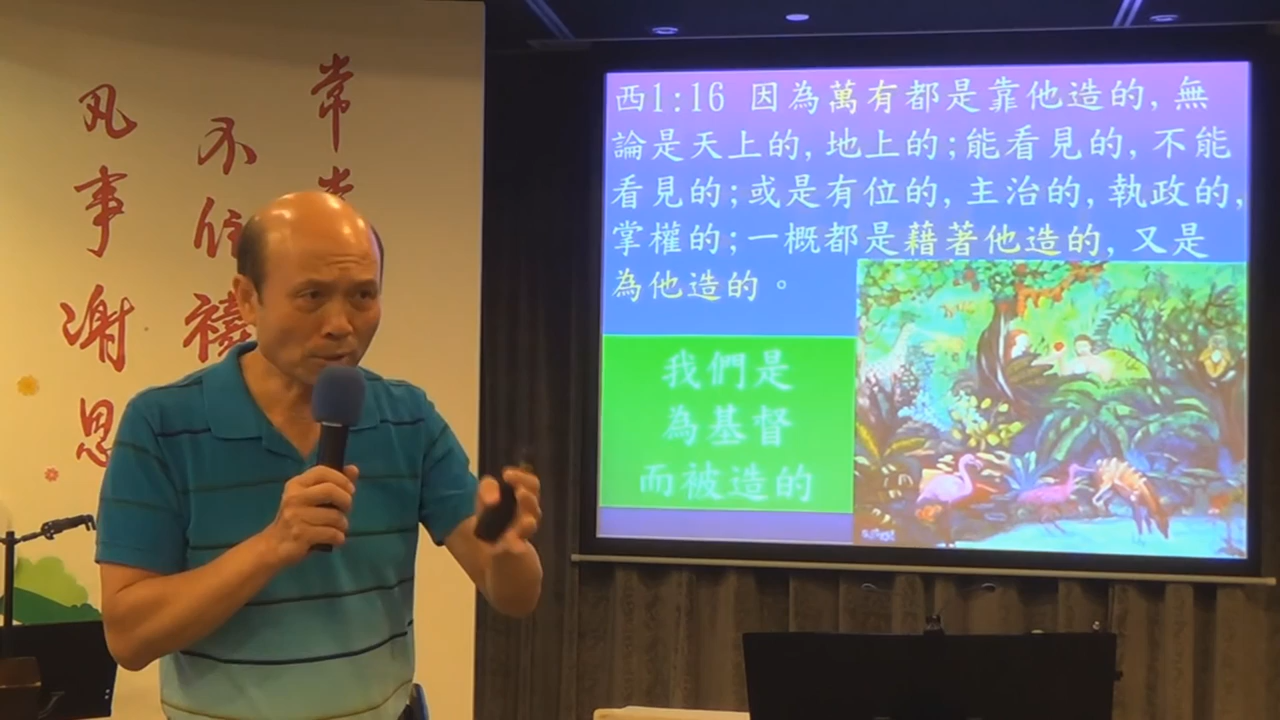 常常
不住禱
凡事謝恩
西1:16 因為萬有都是靠他造的, 無
論是天上的, 地上的; 能看見的, 不能
看見的; 或是有位的, 主治的, 執政的,
掌權的; 一概都是藉著他造的, 又是
為他造的。
我們是
為基督
而被造的